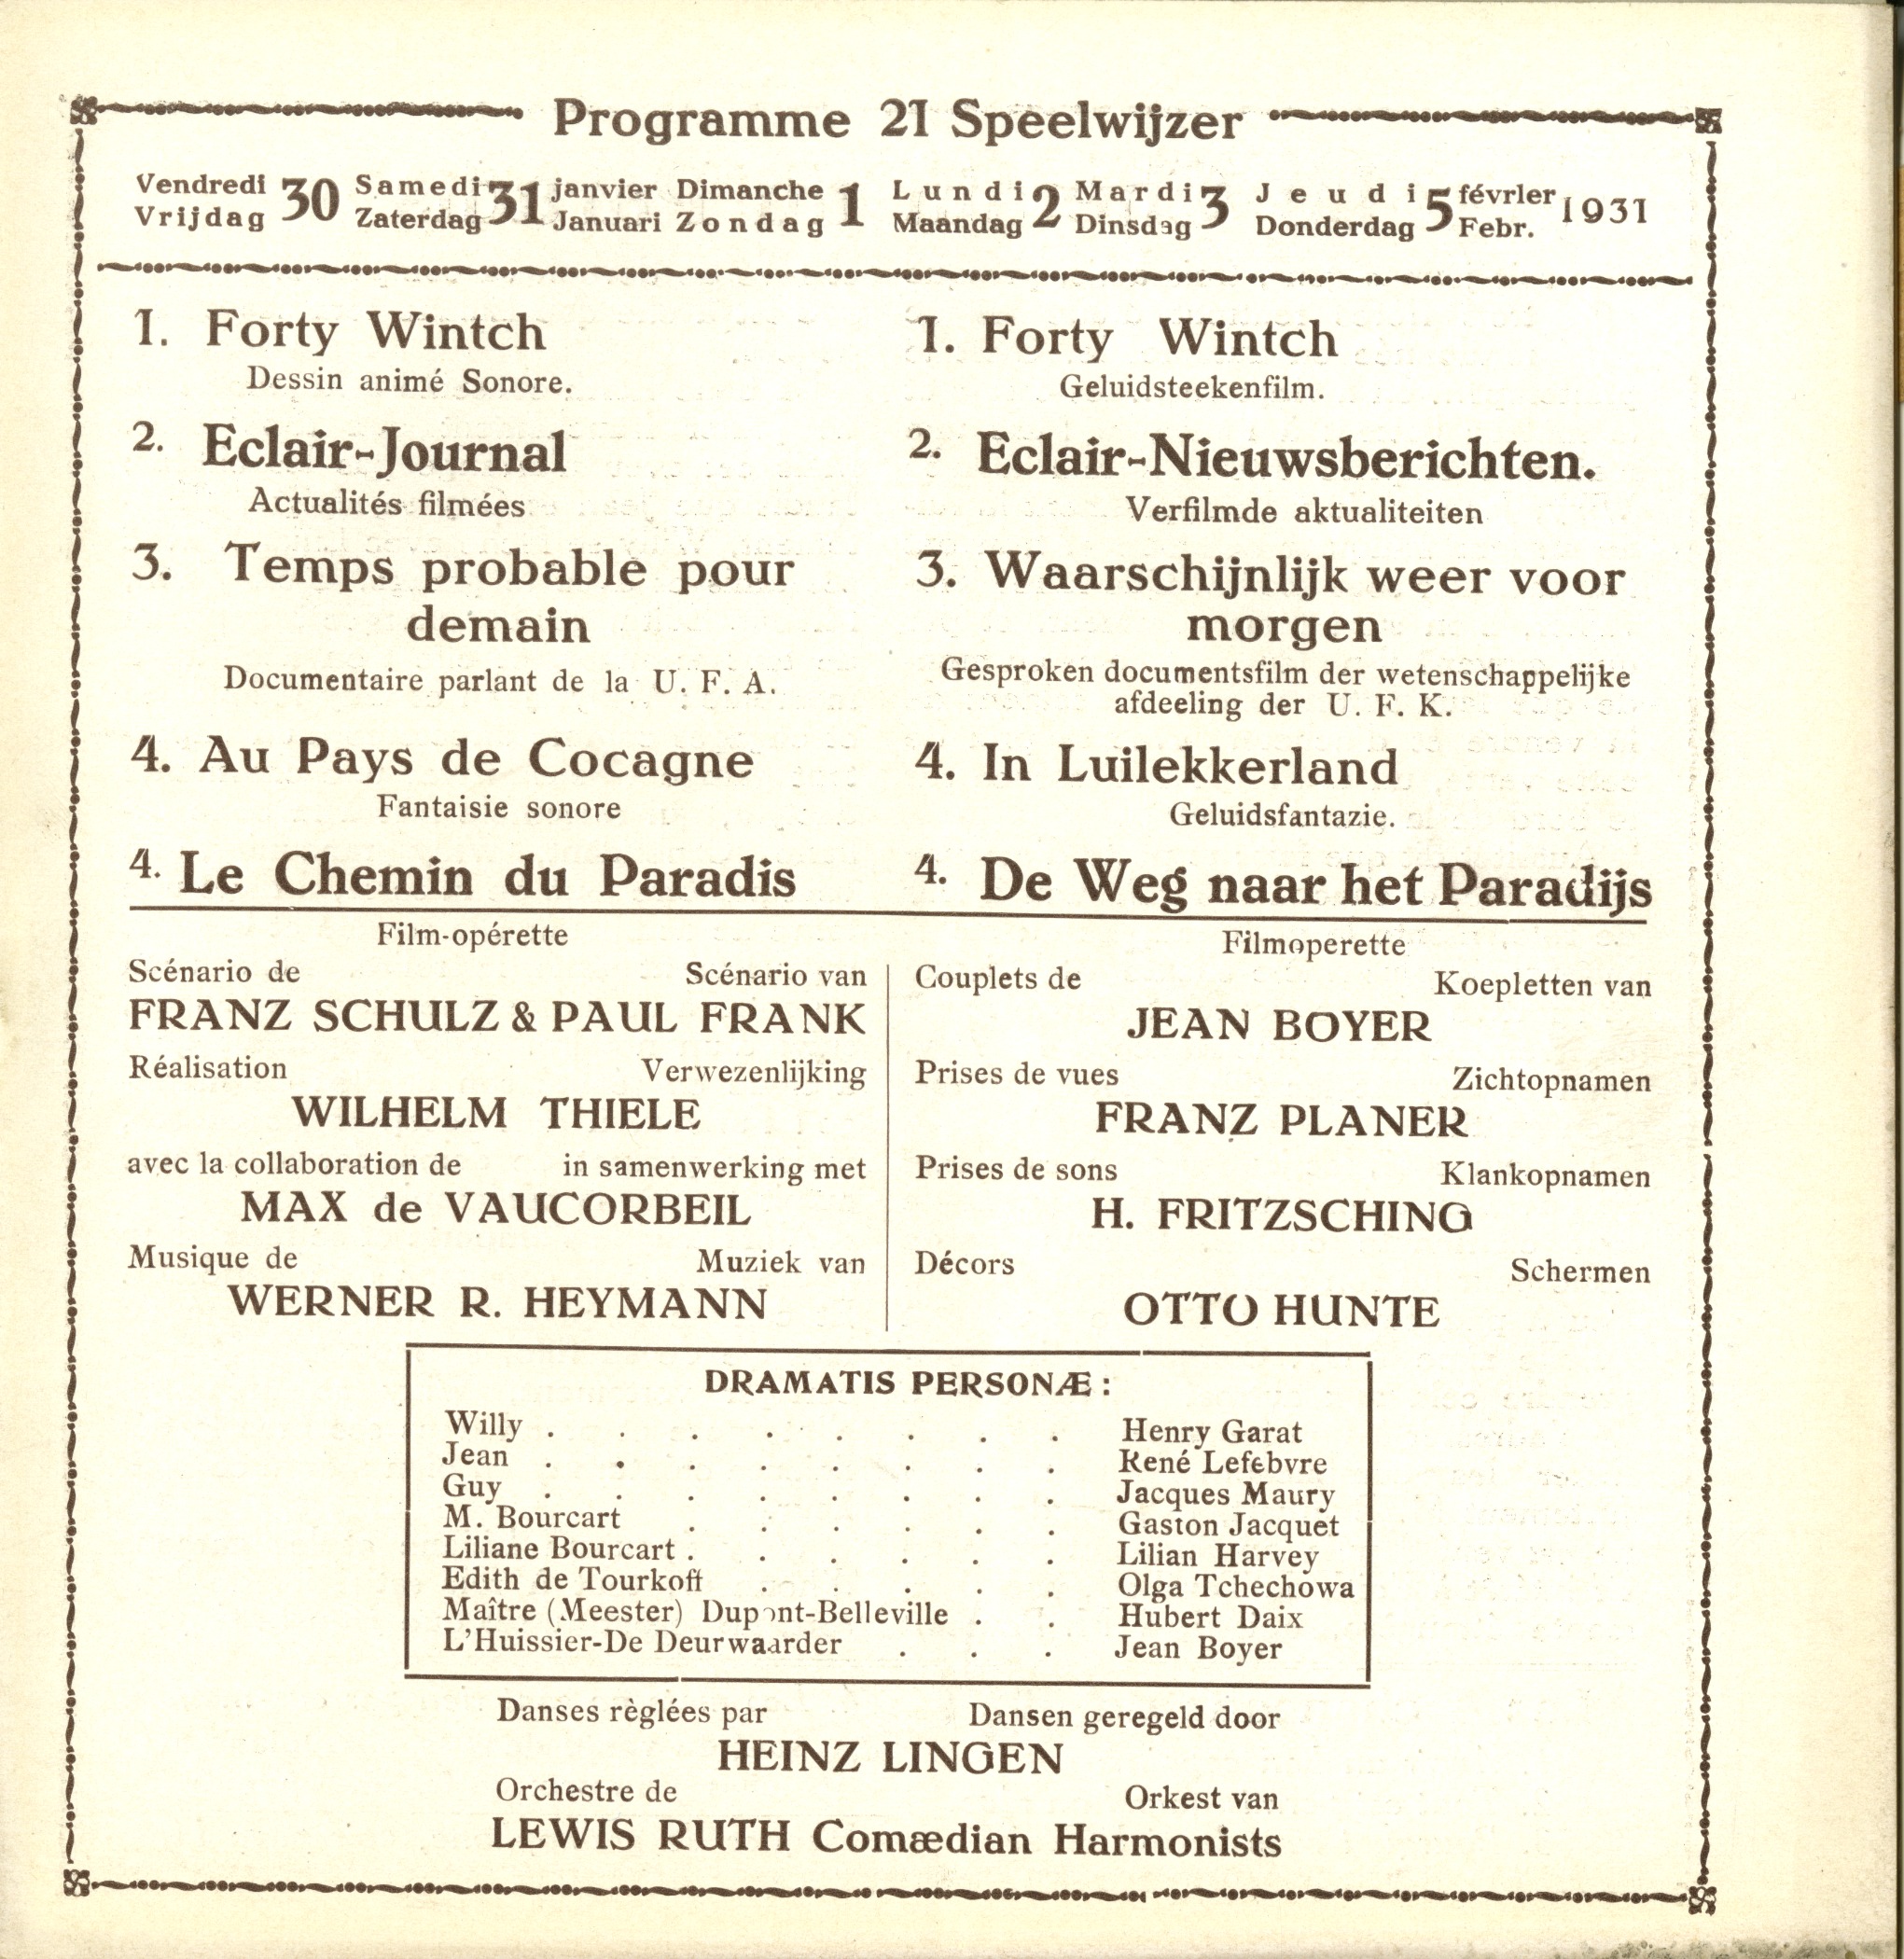 Programme 21 Speelwijzer
Vendredi 30 Samedi 31 janvier Dimanche 1 Lundi 2 Mardi 3 Jeudi 5 févrler 1931
Vrijdag Zaterdag Januari Zondag Maandag Dinsdag Donderdag Febr.
1. Forty Wintch
Dessin animé Sonore.
2. Eclair-Journal
Actualités filmées
3. Temps probable pour
demain
Documentaire parlant de la U. F. A.
4. Au Pays de Cocagne
Fantaisie sonore
4. Le Chemin du Paradis
Film-opérette
1. Forty Wintch
Geluidsteekenfilm.
2. Eclair-Nieuwsberichten.
Verfilmde aktualiteiten
3. Waarschijnlijk weer voor
morgen
Gesproken documentsfilm der wetenschappelijke
afdeeling der U. F. K.
4. In Luilekkerland
Geluidsfantazie.
4. De Weg naar het Paradijs
Filmoperette
Scénario de Scénario van
FRANZ SCHULZ & PAUL FRANK
Réalisation Verwezenlijking
WILHELM THIELE
avec la collaboration de in samenwerking met
MAX de VAUCORBEIL
Musique de Muziek van
WERNER R. HEYMANN
Couplets de Koepletten van
JEAN BOYER
Prises de vues Zichtopnamen
FRANZ PLANER
Prises de sons Klankopnamen
H. FRITZSCHING
Décors Schermen
OTTO HUNTE
DRAMATIS PERSONÆ :
Willy . . . . . . . . Henry Garat
Jean . . . . . . . . René Lefebvre
Guy . . . . . . . . Jacques Maury
M. Bourcart . . . . . . Gaston Jacquet
Liliane Bourcart . . . . . . Lilian Harvey
Edith de Tourkoff . . . . . Olga Tchechowa
Maître (Meester) Dupont-Belleville . . Hubert Daix
L'Huissier-De Deurwaarder . . . Jean Boyer
Danses règlées par Dansen geregeld door
HEINZ LINGEN
Orchestre de Orkest van
LEWIS RUTH Comædian Harmonists